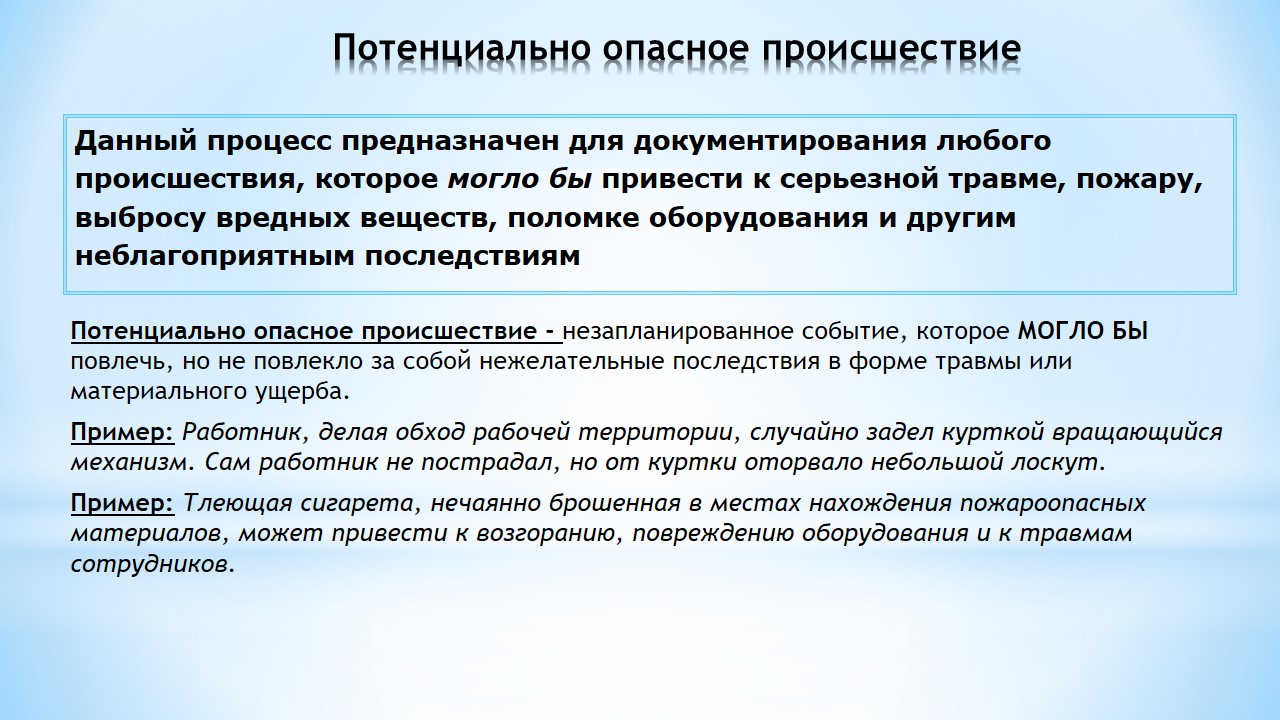 Потенциально опасное происшествие
Данный процесс предназначен для документирования любого
происшествия, которое могло бы привести к серьезной травме, пожару,
выбросу вредных веществ, поломке оборудования и другим
неблагоприятным последствиям
Потенциально опасное происшествие - незапланированное событие, которое МОГЛО БЫ
повлечь, но не повлекло за собой нежелательные последствия в форме травмы или
материального ущерба.
Пример: Работник, делая обход рабочей территории, случайно задел курткой вращающийся
механизм. Сам работник не пострадал, но от куртки оторвало небольшой лоскут.
Пример: Тлеющая сигарета, нечаянно брошенная в местах нахождения пожароопасных
материалов, может привести к возгоранию, повреждению оборудования и к травмам
сотрудников.